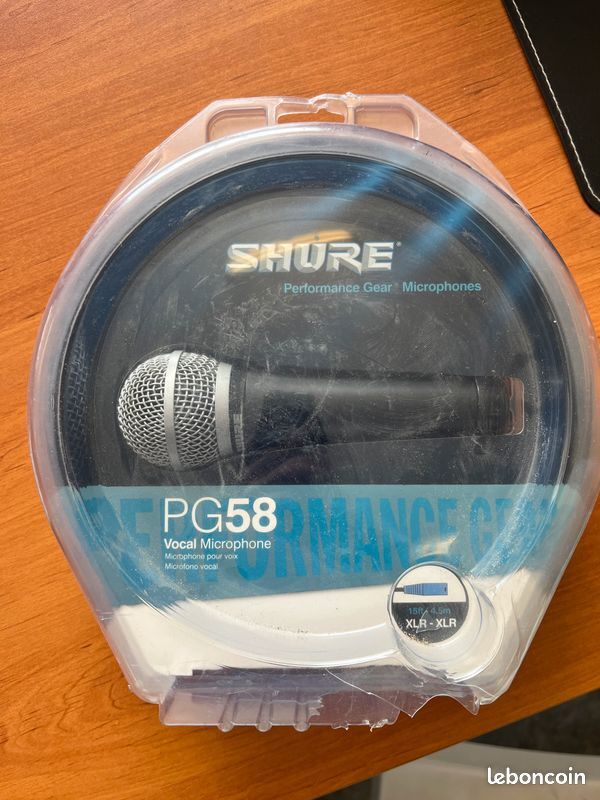 SHURE®
Performance Gear® Microphones
PG58
Vocal Microphone
Microphone pour voix
Micrófono vocal
PERFORMANCE GEAR
15ft - 4.5m
XLR - XLR
leboncoin